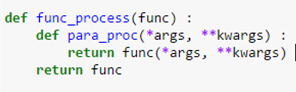 def func_process(func) :
    def para_proc(*args, **kwargs) :
        return func(*args, **kwargs)
    return func